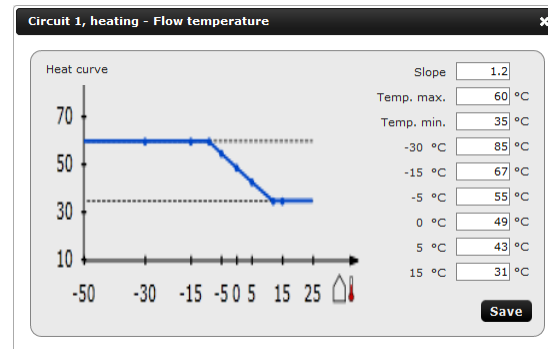 Circuit 1, heating - Flow temperature ×
Heat curve
70
50
30
10
-50 -30 -15 -5 0 5 15 25
Slope 1.2
Temp. max. 60 °C
Temp. min. 35 °C
-30 °C 85 °C
-15 °C 67 °C
-5 °C 55 °C
0 °C 49 °C
5 °C 43 °C
15 °C 31 °C
Save